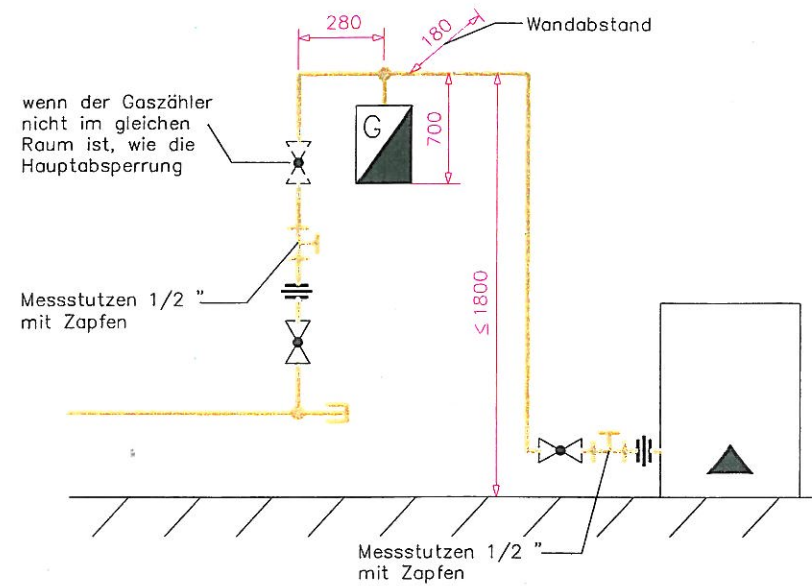 280
180
Wandabstand
wenn der Gaszähler
nicht im gleichen
Raum ist, wie die
Hauptabsperrung
G
700
Messstutzen 1/2 "
mit Zapfen
≤ 1800
Messstutzen 1/2 "
mit Zapfen